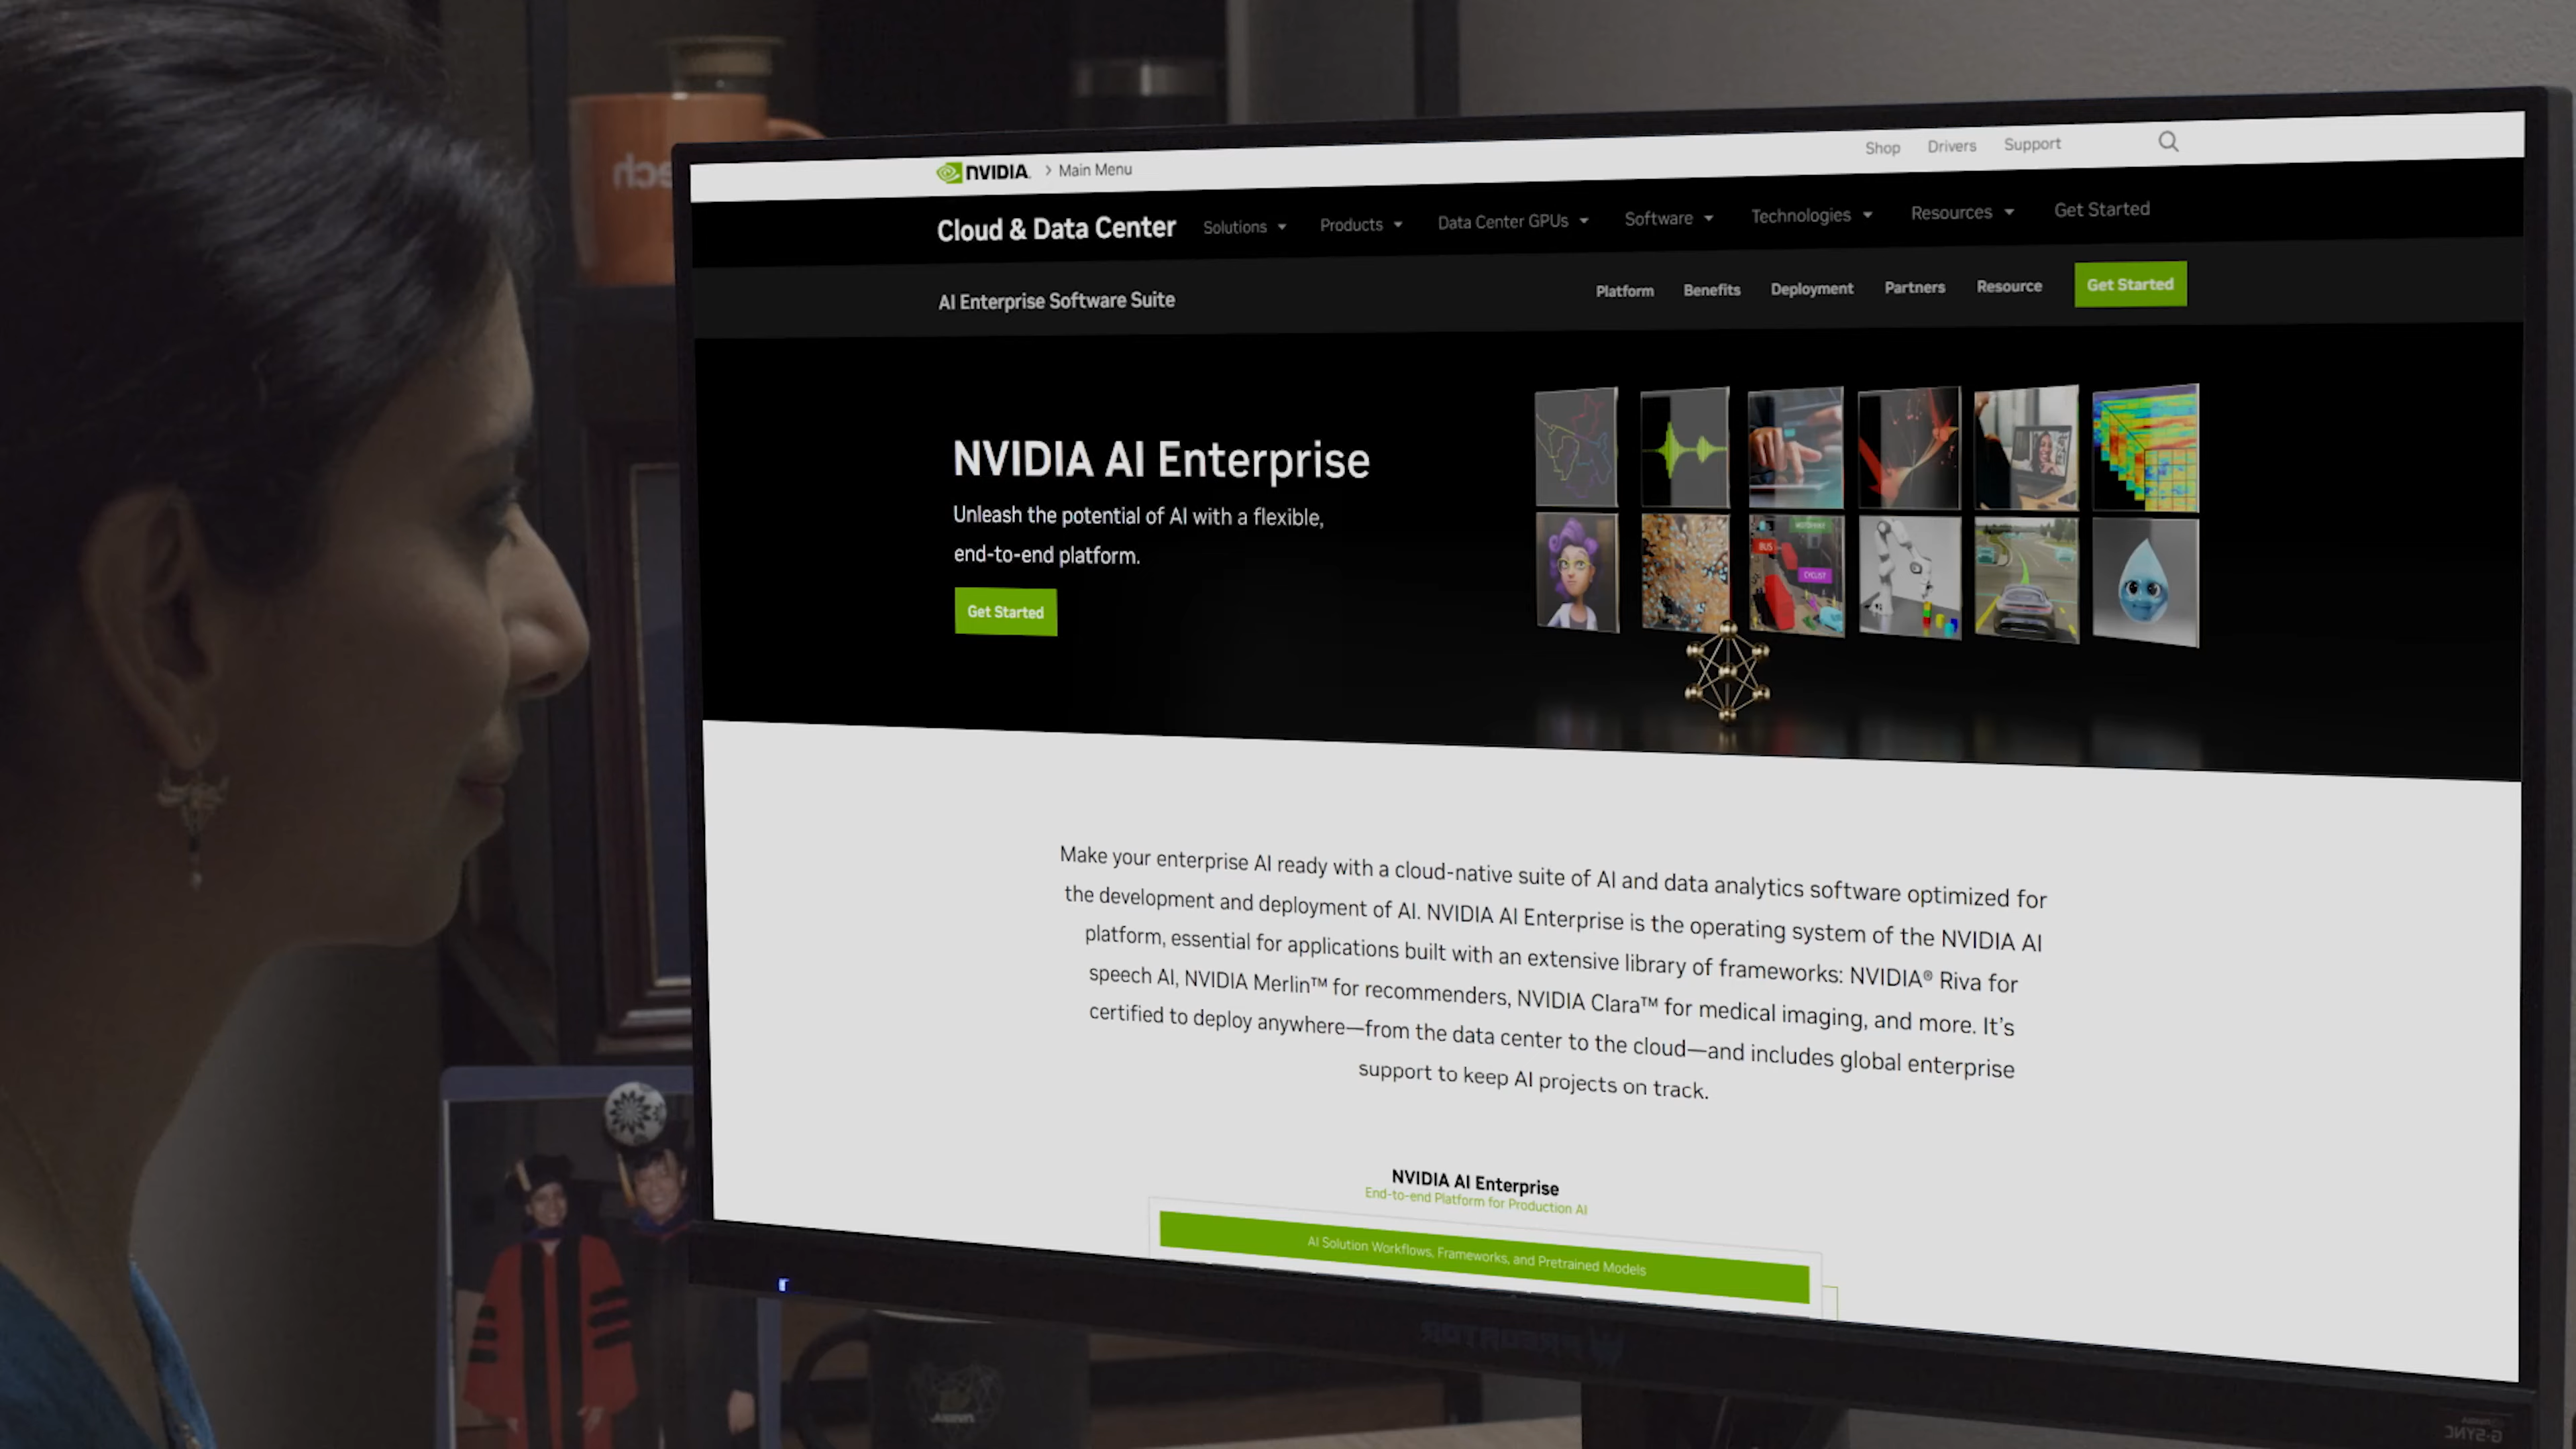 NVIDIA > Main Menu
Shop Drivers Support
Cloud & Data Center Solutions Products Data Center GPUs Software Technologies Resources Get Started
AI Enterprise Software Suite Platform Benefits Deployment Partners Resource Get Started
NVIDIA AI Enterprise
Unleash the potential of AI with a flexible,
end-to-end platform.
Get Started
BUS
CYCLIST
Make your enterprise AI ready with a cloud-native suite of AI and data analytics software optimized for
the development and deployment of AI. NVIDIA AI Enterprise is the operating system of the NVIDIA AI
platform, essential for applications built with an extensive library of frameworks: NVIDIA® Riva for
speech AI, NVIDIA Merlin™ for recommenders, NVIDIA Clara™ for medical imaging, and more. It's
certified to deploy anywhere—from the data center to the cloud—and includes global enterprise
support to keep AI projects on track.
NVIDIA AI Enterprise
End-to-end Platform for Production AI
AI Solution Workflows, Frameworks, and Pretrained Models
PREDATOR
G-SYNC